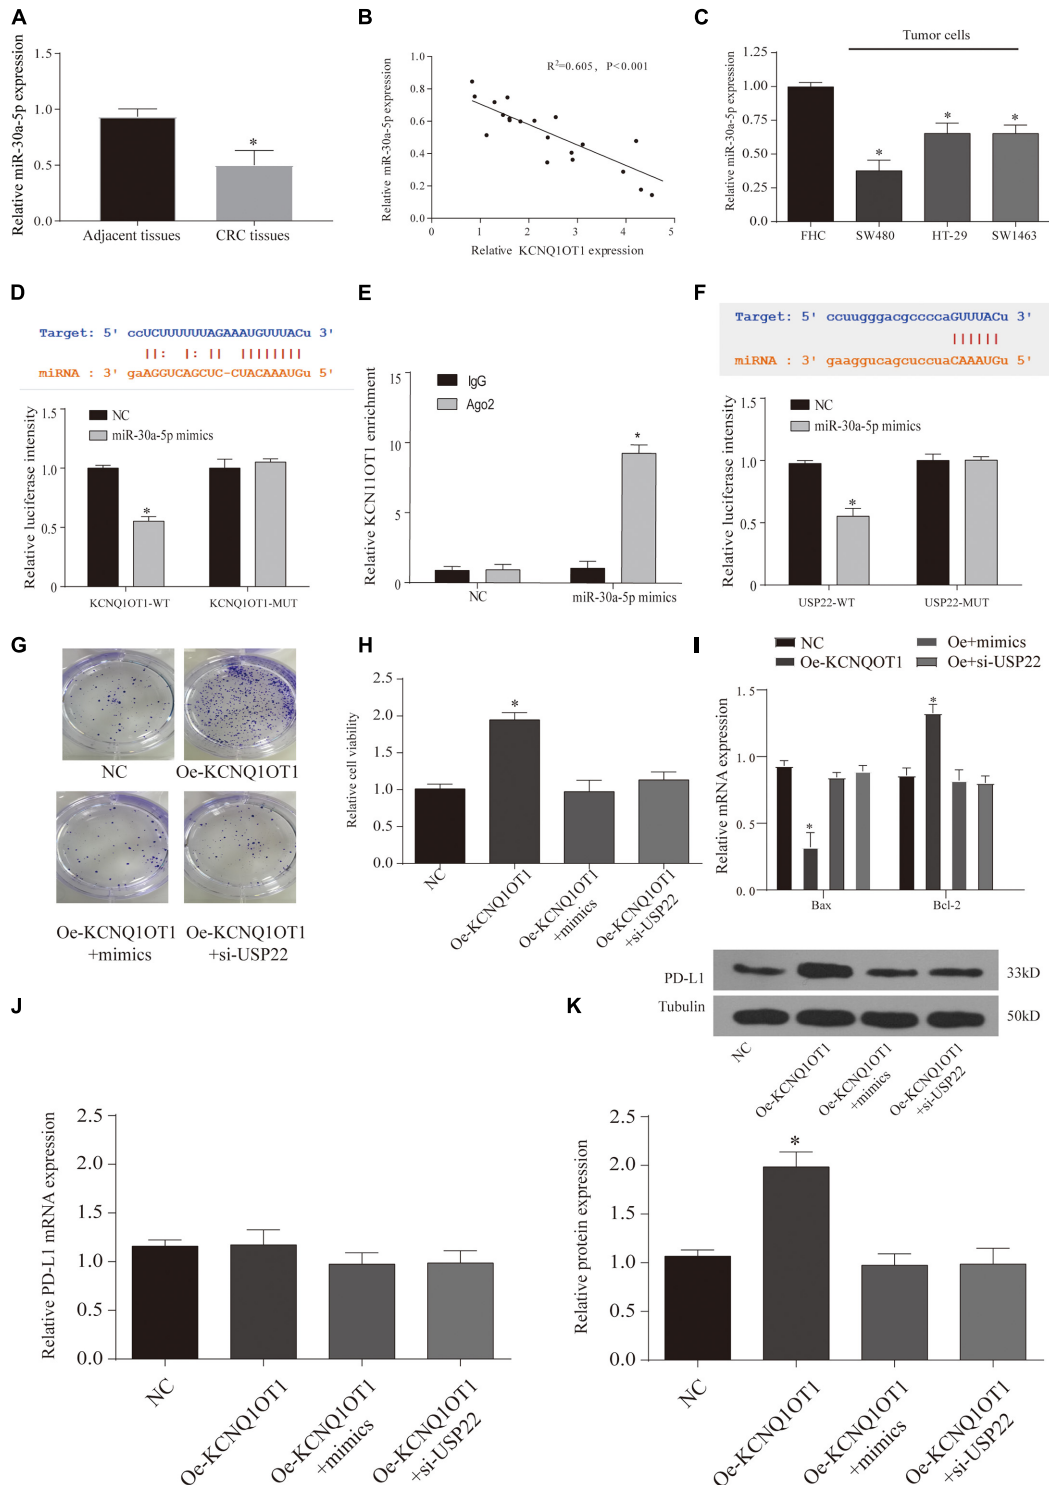 A
Relative miR-30a-5p expression
1.5
1.0
0.5
0.0
*
Adjacent tissues
CRC tissues
B
Relative miR-30a-5p expression
1.0
0.8
0.6
0.4
0.2
0.0
R²=0.605, P<0.001
0 1 2 3 4 5
Relative KCNQ1OT1 expression
C
Tumor cells
Relative miR-30a-5p expression
1.25
1.00
0.75
0.50
0.25
0.00
* * *
FHC SW480 HT-29 SW1463
D
Target: 5' ccUCUUUUUUAGAAAUGUUUACu 3'
||: |: || ||||||||
miRNA : 3' gaAGGUCAGCUC-CUACAAAUGu 5'
Relative luciferase intensity
1.5
1.0
0.5
0.0
NC
miR-30a-5p mimics
*
KCNQ1OT1-WT KCNQ1OT1-MUT
E
Relative KCN11OT1 enrichment
15
10
5
0
IgG
Ago2
*
NC miR-30a-5p mimics
F
Target: 5' ccuugggacgccccaGUUUACu 3'
||||||
miRNA : 3' gaaggucagcuccuaCAAAUGu 5'
Relative luciferase intensity
1.5
1.0
0.5
0.0
NC
miR-30a-5p mimics
*
USP22-WT USP22-MUT
G
NC Oe-KCNQ1OT1
Oe-KCNQ1OT1
+mimics
Oe-KCNQ1OT1
+si-USP22
H
Relative cell viability
2.5
2.0
1.5
1.0
0.5
0.0
*
NC
Oe-KCNQ1OT1
Oe-KCNQ1OT1
+mimics
Oe-KCNQ1OT1
+si-USP22
I
NC
Oe-KCNQOT1
Oe+mimics
Oe+si-USP22
Relative mRNA expression
1.5
1.0
0.5
0.0
* *
Bax Bcl-2
J
Relative PD-L1 mRNA expression
2.5
2.0
1.5
1.0
0.5
0.0
NC
Oe-KCNQ1OT1
Oe-KCNQ1OT1
+mimics
Oe-KCNQ1OT1
+si-USP22
K
PD-L1 33kD
Tubulin 50kD
NC
Oe-KCNQ1OT1
Oe-KCNQ1OT1
+mimics
Oe-KCNQ1OT1
+si-USP22
Relative protein expression
2.5
2.0
1.5
1.0
0.5
0.0
*
NC
Oe-KCNQ1OT1
Oe-KCNQ1OT1
+mimics
Oe-KCNQ1OT1
+si-USP22